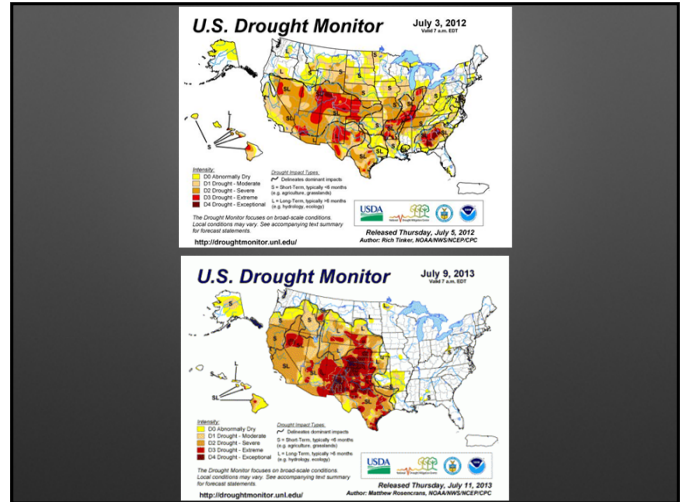 U.S. Drought Monitor
July 3, 2012
Valid 7 a.m. EDT
Intensity:
D0 Abnormally Dry
D1 Drought - Moderate
D2 Drought - Severe
D3 Drought - Extreme
D4 Drought - Exceptional
Drought Impact Types:
Delineates dominant impacts
S = Short-Term, typically <6 months
(e.g. agriculture, grasslands)
L = Long-Term, typically >6 months
(e.g. hydrology, ecology)
The Drought Monitor focuses on broad-scale conditions.
Local conditions may vary. See accompanying text summary
for forecast statements.
http://droughtmonitor.unl.edu/
USDA
Released Thursday, July 5, 2012
Author: Rich Tinker, NOAA/NWS/NCEP/CPC
U.S. Drought Monitor
July 9, 2013
Valid 7 a.m. EDT
Intensity:
D0 Abnormally Dry
D1 Drought - Moderate
D2 Drought - Severe
D3 Drought - Extreme
D4 Drought - Exceptional
Drought Impact Types:
Delineates dominant impacts
S = Short-Term, typically <6 months
(e.g. agriculture, grasslands)
L = Long-Term, typically >6 months
(e.g. hydrology, ecology)
The Drought Monitor focuses on broad-scale conditions.
Local conditions may vary. See accompanying text summary
for forecast statements.
http://droughtmonitor.unl.edu/
USDA
Released Thursday, July 11, 2013
Author: Matthew Rosencrans, NOAA/NWS/NCEP/CPC